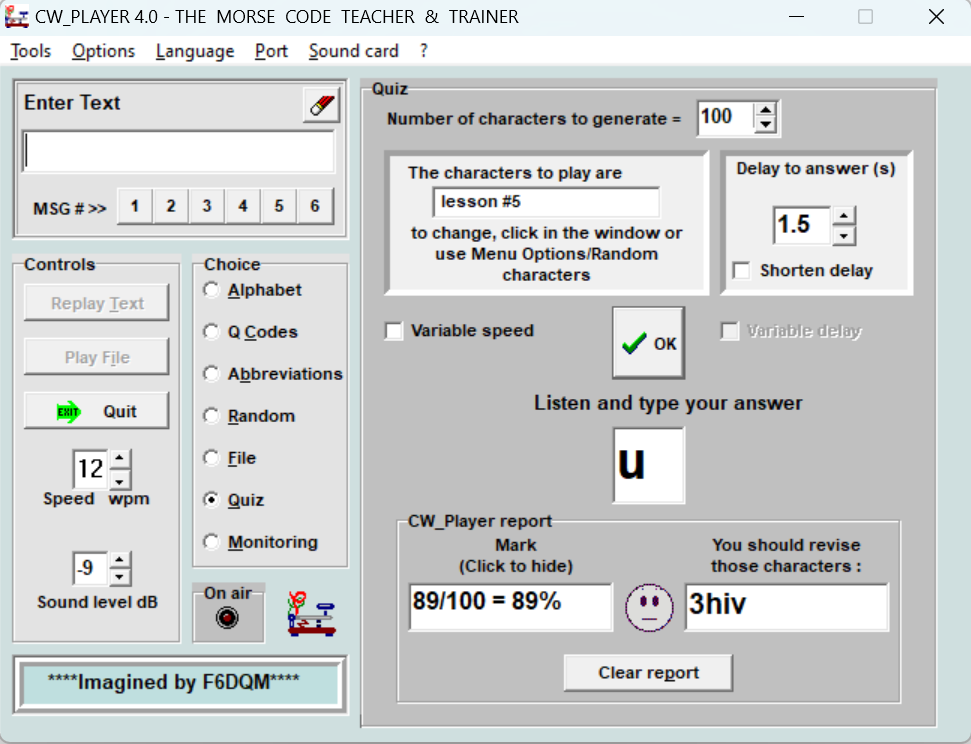 CW_PLAYER 4.0 - THE MORSE CODE TEACHER & TRAINER
Tools Options Language Port Sound card ?
Enter Text
MSG # >> 1 2 3 4 5 6
Controls
Replay Text
Play File
EXIT Quit
12
Speed wpm
-9
Sound level dB
Choice
Alphabet
Q Codes
Abbreviations
Random
File
Quiz
Monitoring
On air
****Imagined by F6DQM****
Quiz
Number of characters to generate = 100
The characters to play are
lesson #5
to change, click in the window or
use Menu Options/Random
characters
Delay to answer (s)
1.5
Shorten delay
Variable speed
OK
Variable delay
Listen and type your answer
u
CW_Player report
Mark
(Click to hide)
89/100 = 89%
You should revise
those characters :
3hiv
Clear report